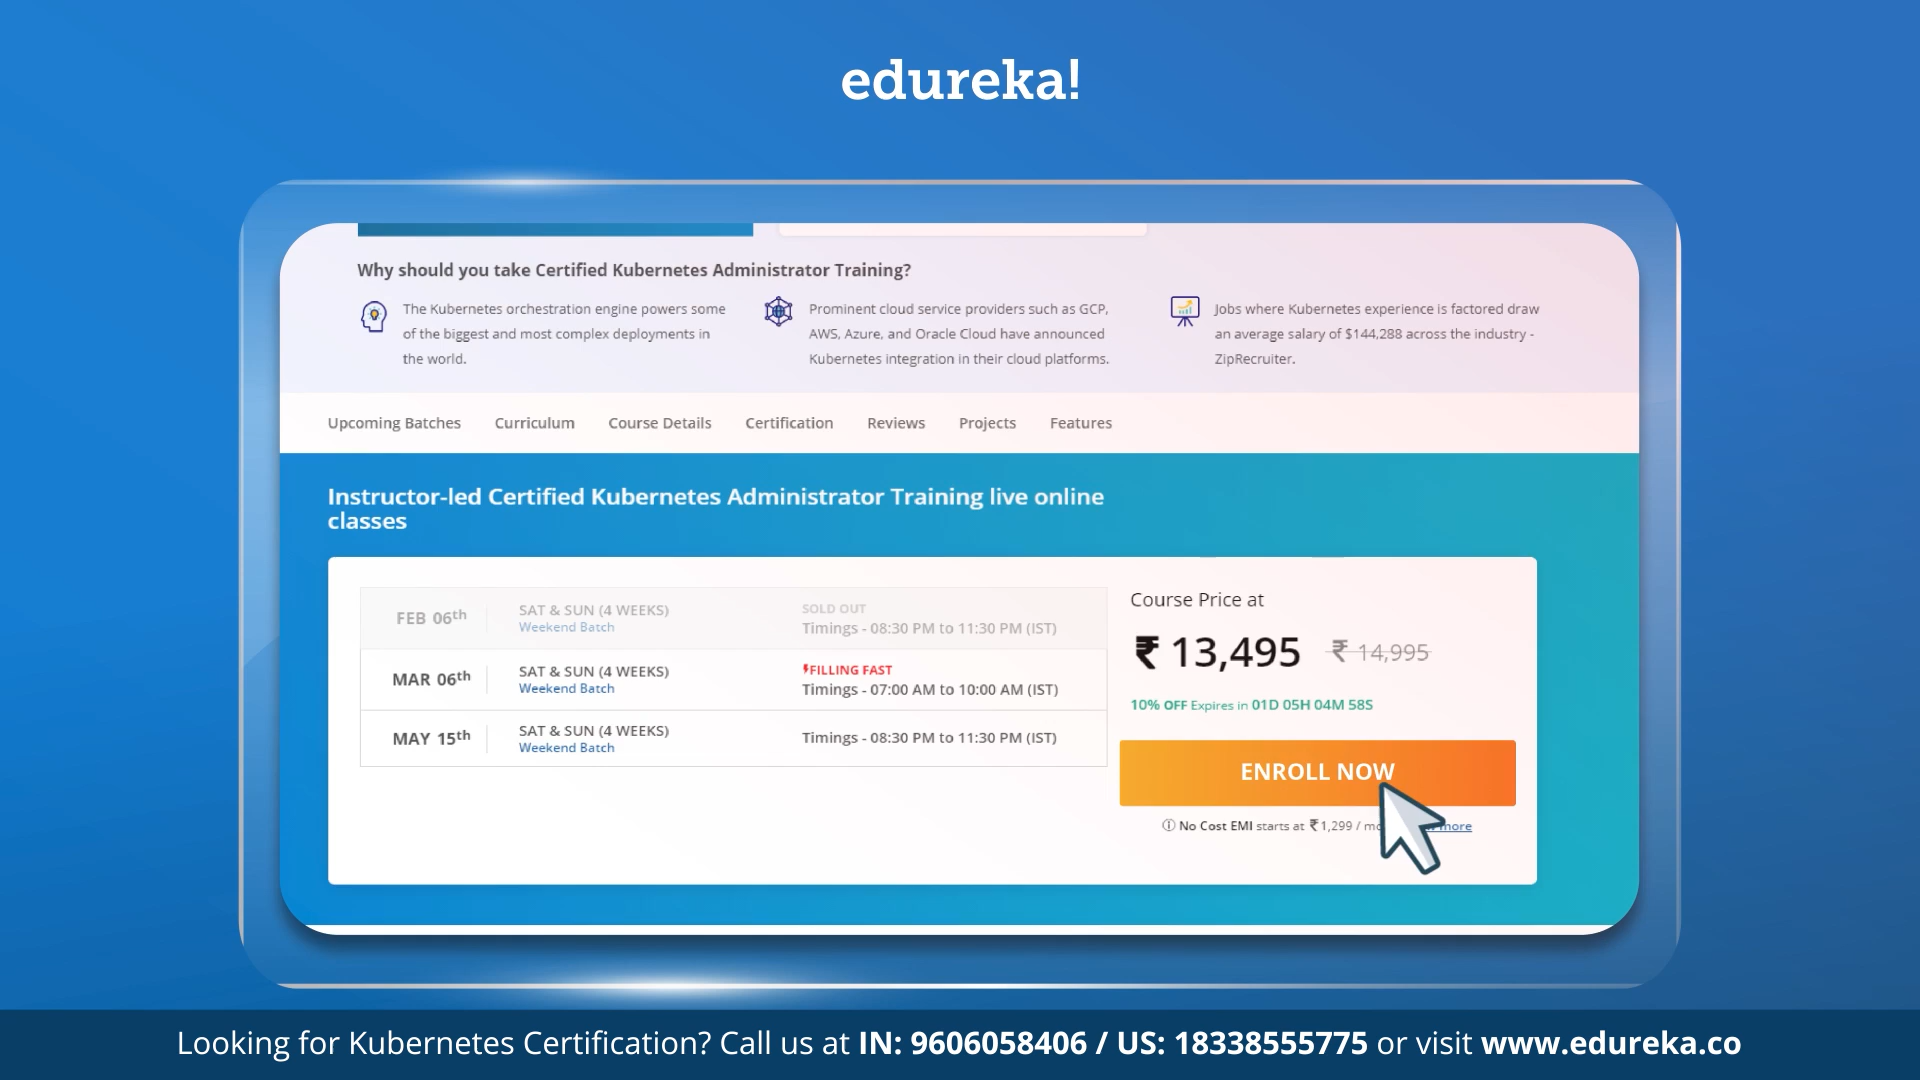 edureka!
Why should you take Certified Kubernetes Administrator Training?
The Kubernetes orchestration engine powers some
of the biggest and most complex deployments in
the world.
Prominent cloud service providers such as GCP,
AWS, Azure, and Oracle Cloud have announced
Kubernetes integration in their cloud platforms.
Jobs where Kubernetes experience is factored draw
an average salary of $144,288 across the industry -
ZipRecruiter.
Upcoming Batches Curriculum Course Details Certification Reviews Projects Features
Instructor-led Certified Kubernetes Administrator Training live online
classes
FEB 06th
SAT & SUN (4 WEEKS)
Weekend Batch
SOLD OUT
Timings - 08:30 PM to 11:30 PM (IST)
MAR 06th
SAT & SUN (4 WEEKS)
Weekend Batch
FILLING FAST
Timings - 07:00 AM to 10:00 AM (IST)
MAY 15th
SAT & SUN (4 WEEKS)
Weekend Batch
Timings - 08:30 PM to 11:30 PM (IST)
Course Price at
₹ 13,495 ₹ 14,995
10% OFF Expires in 01D 05H 04M 58S
ENROLL NOW
No Cost EMI starts at ₹1,299 / more
Looking for Kubernetes Certification? Call us at IN: 9606058406 / US: 18338555775 or visit www.edureka.co